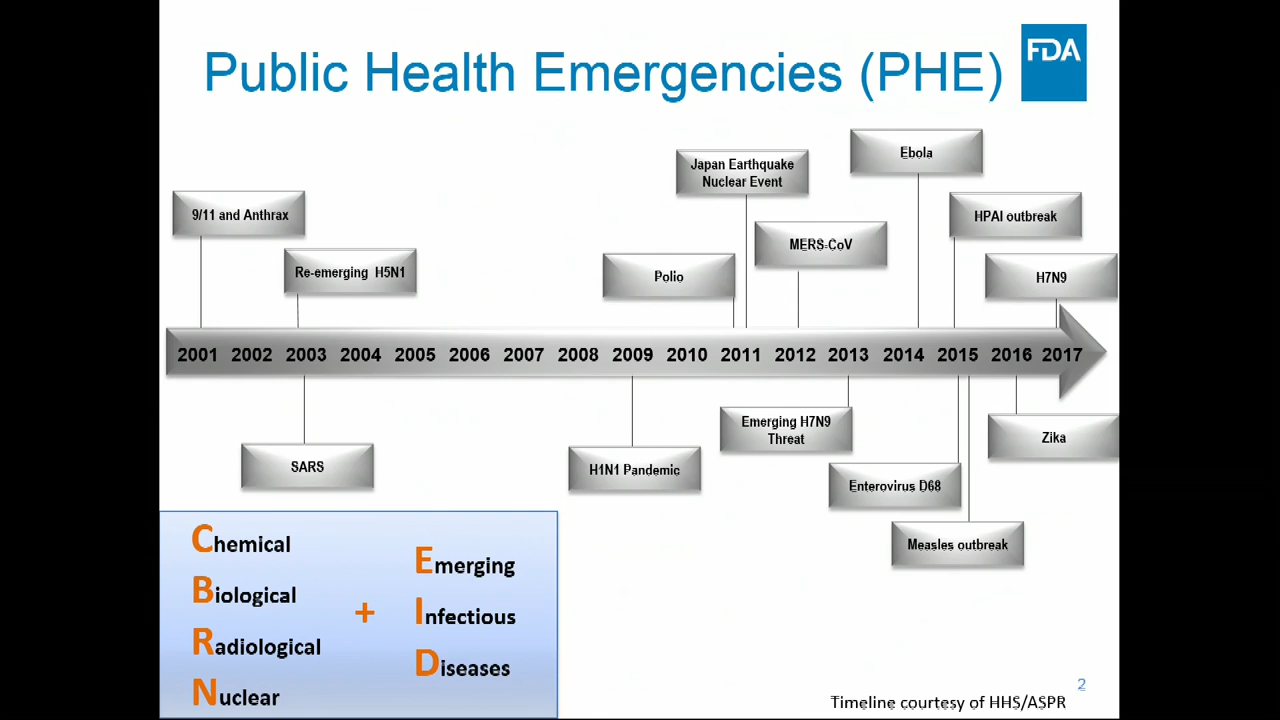 Public Health Emergencies (PHE)
FDA
Ebola
Japan Earthquake
Nuclear Event
9/11 and Anthrax
HPAI outbreak
MERS-CoV
Re-emerging H5N1
Polio
H7N9
2001 2002 2003 2004 2005 2006 2007 2008 2009 2010 2011 2012 2013 2014 2015 2016 2017
Emerging H7N9
Threat
Zika
SARS
H1N1 Pandemic
Enterovirus D68
Measles outbreak
Chemical
Biological
Radiological
Nuclear
+
Emerging
Infectious
Diseases
2
Timeline courtesy of HHS/ASPR